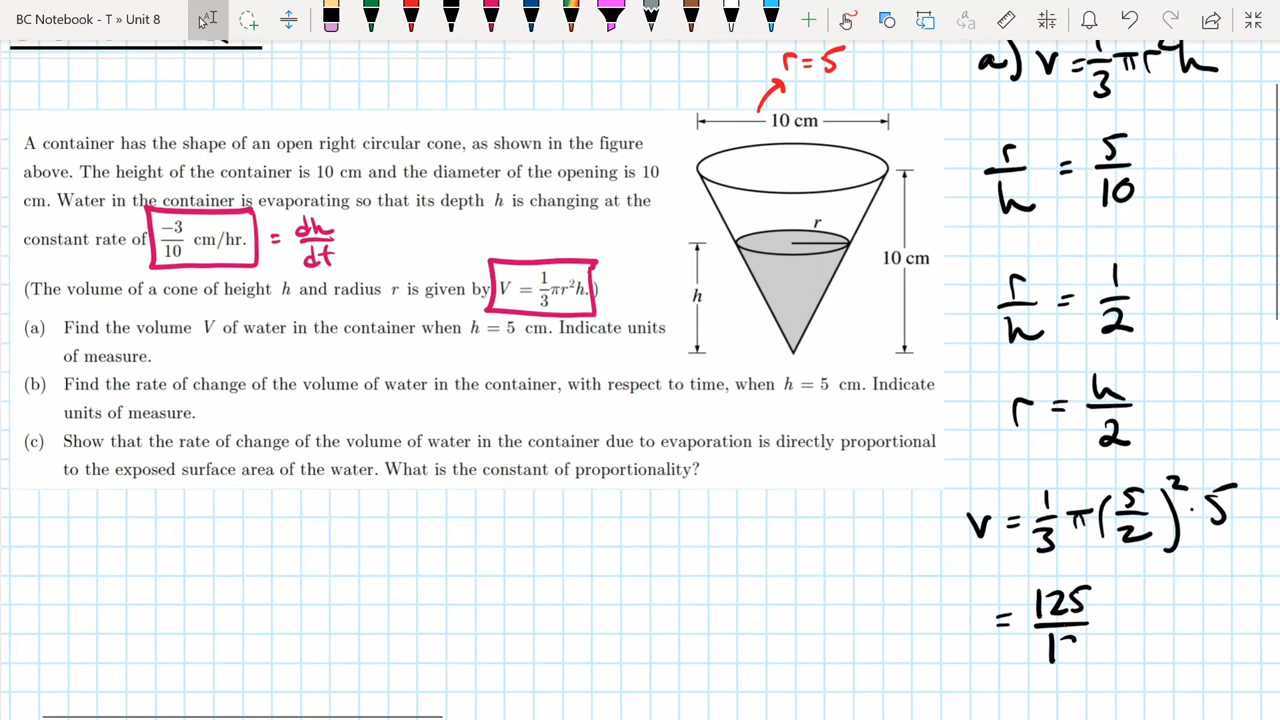 BC Notebook - T » Unit 8
r = 5
10 cm
A container has the shape of an open right circular cone, as shown in the figure
above. The height of the container is 10 cm and the diameter of the opening is 10
cm. Water in the container is evaporating so that its depth h is changing at the
constant rate of -3/10 cm/hr. = dh/dt
(The volume of a cone of height h and radius r is given by V = 1/3 πr²h.)
(a) Find the volume V of water in the container when h = 5 cm. Indicate units
of measure.
(b) Find the rate of change of the volume of water in the container, with respect to time, when h = 5 cm. Indicate
units of measure.
(c) Show that the rate of change of the volume of water in the container due to evaporation is directly proportional
to the exposed surface area of the water. What is the constant of proportionality?
r
h
10 cm
a) V = 1/3 πr²h
r/h = 5/10
r/h = 1/2
r = h/2
V = 1/3 π(5/2)² · 5
= 125/